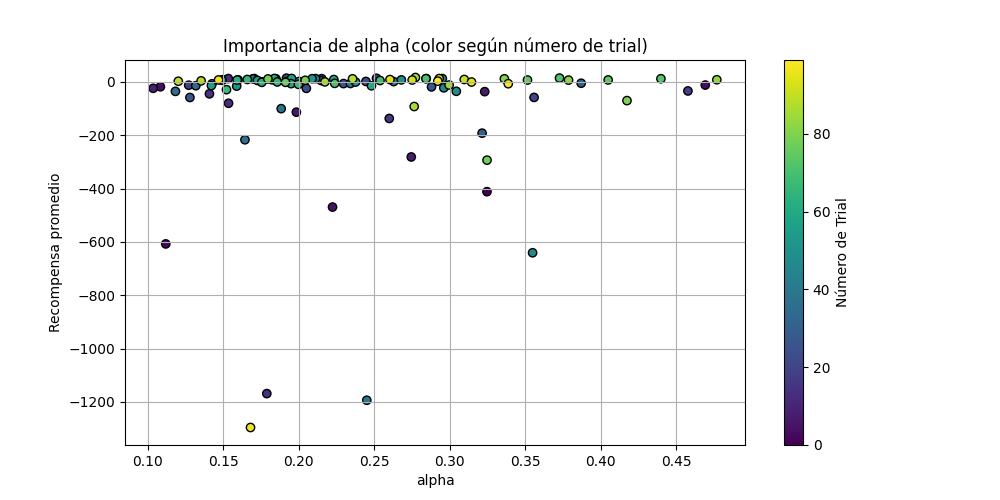 Importancia de alpha (color según número de trial)
Recompensa promedio
0
−200
−400
−600
−800
−1000
−1200
0.10 0.15 0.20 0.25 0.30 0.35 0.40 0.45
alpha
80
60
40
20
0
Número de Trial